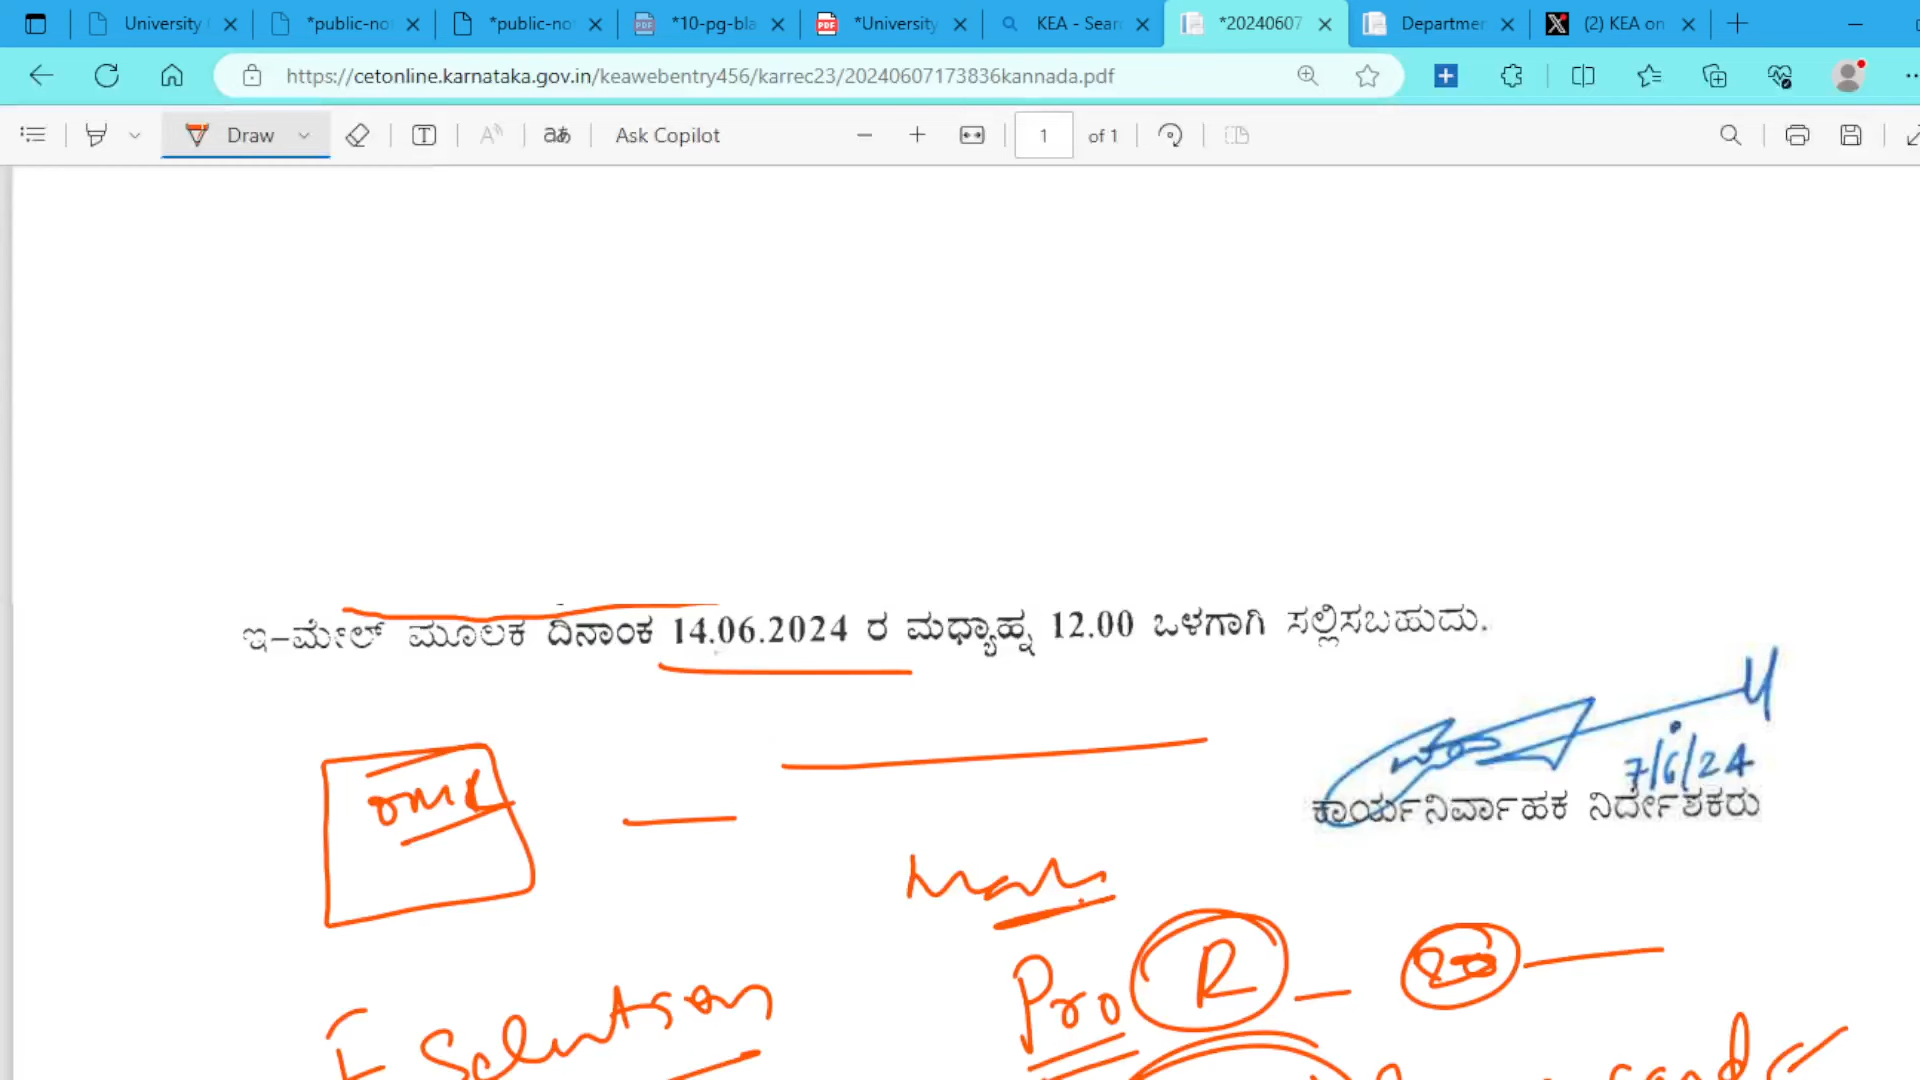 University
*public-no
*public-no
*10-pg-bla
*University
KEA - Sear
*20240607
Departmen
(2) KEA on
https://cetonline.karnataka.gov.in/keawebentry456/karrec23/20240607173836kannada.pdf
Draw
Ask Copilot
1
of 1
ಇ-ಮೇಲ್ ಮೂಲಕ ದಿನಾಂಕ 14.06.2024 ರ ಮಧ್ಯಾಹ್ನ 12.00 ಒಳಗಾಗಿ ಸಲ್ಲಿಸಬಹುದು.
7/6/24
ಕಾರ್ಯನಿರ್ವಾಹಕ ನಿರ್ದೇಶಕರು
OMR
Pro R